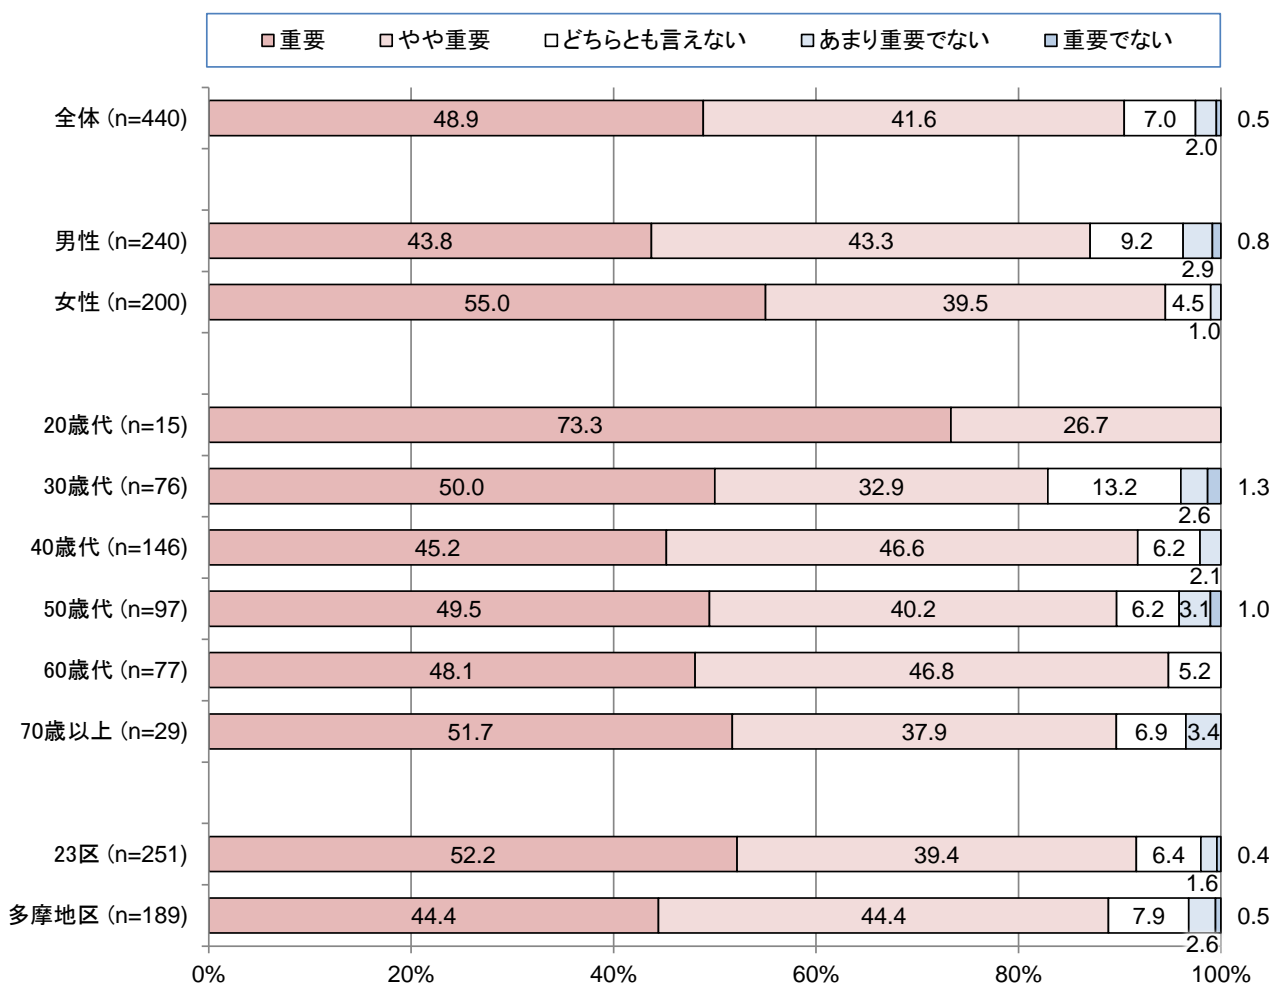 重要 やや重要 どちらとも言えない あまり重要でない 重要でない
全体 (n=440) 48.9 41.6 7.0 0.5
2.0
男性 (n=240) 43.8 43.3 9.2 0.8
2.9
女性 (n=200) 55.0 39.5 4.5
1.0
20歳代 (n=15) 73.3 26.7
30歳代 (n=76) 50.0 32.9 13.2 1.3
2.6
40歳代 (n=146) 45.2 46.6 6.2
2.1
50歳代 (n=97) 49.5 40.2 6.2 3.1 1.0
60歳代 (n=77) 48.1 46.8 5.2
70歳以上 (n=29) 51.7 37.9 6.9 3.4
23区 (n=251) 52.2 39.4 6.4 0.4
1.6
多摩地区 (n=189) 44.4 44.4 7.9 0.5
2.6
0% 20% 40% 60% 80% 100%